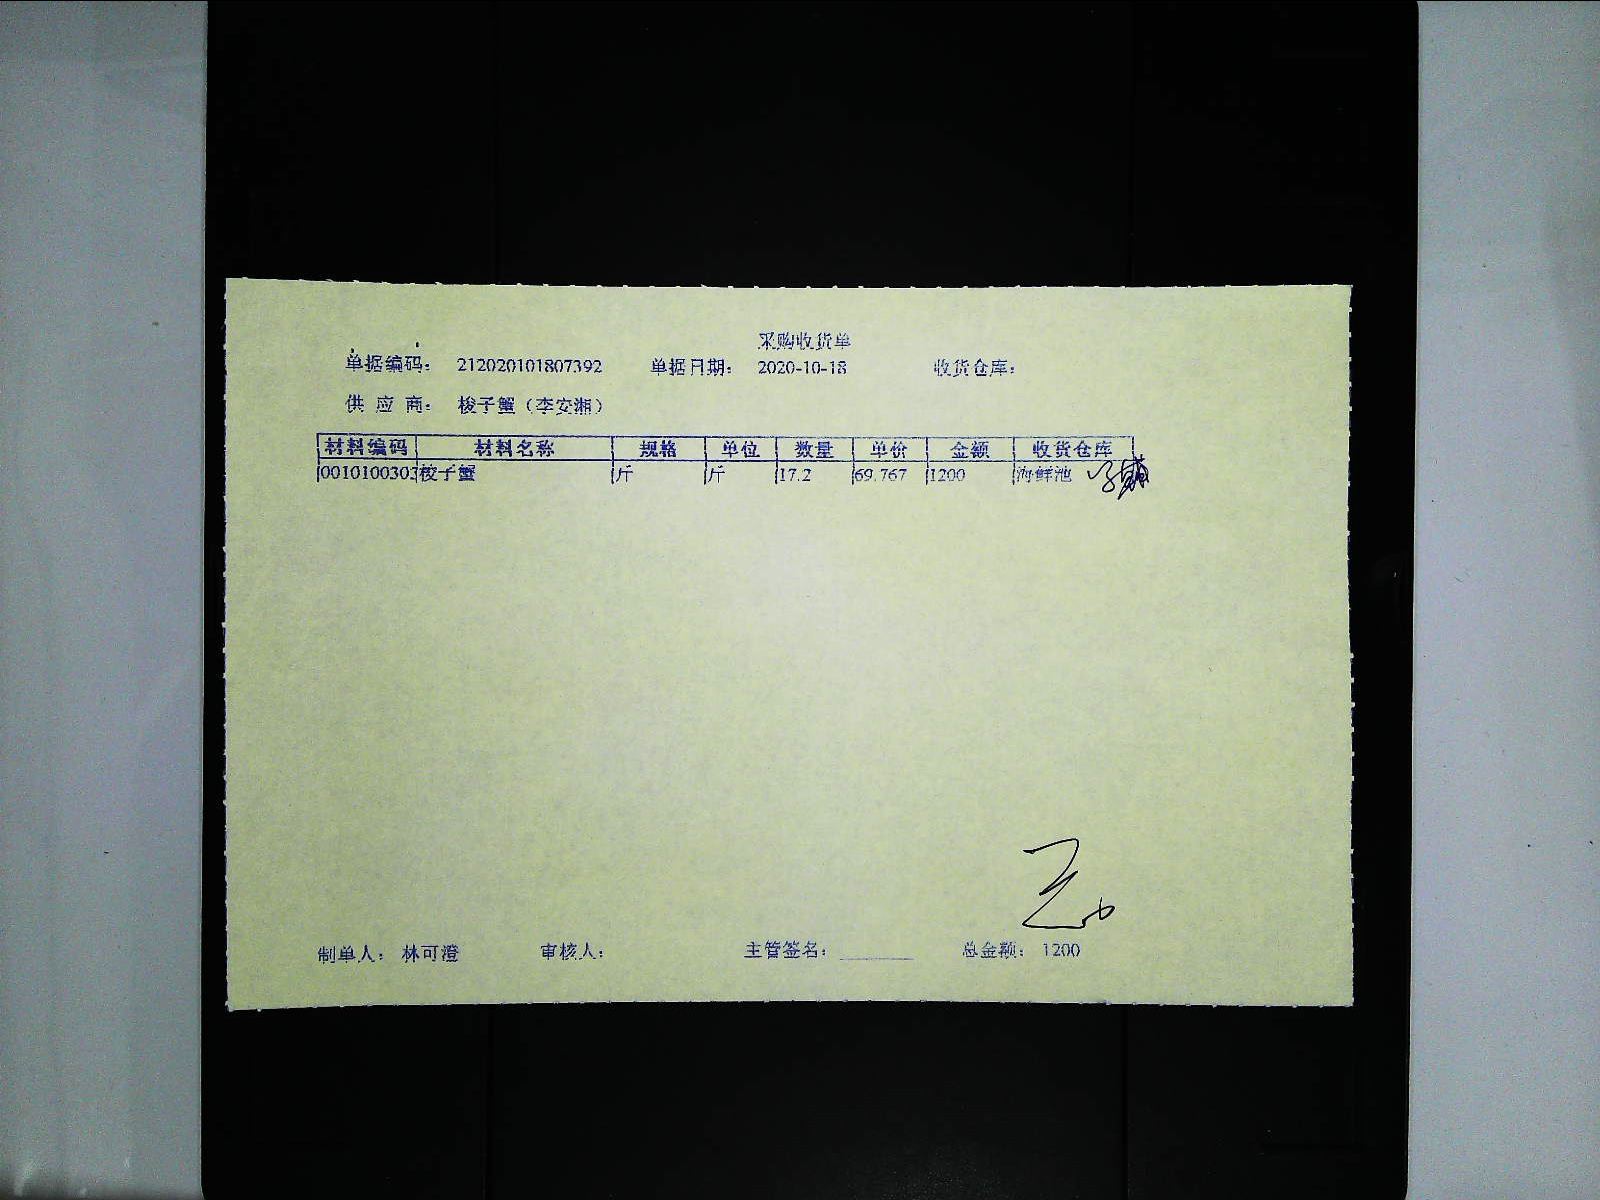 采购收货单
单据编码： 212020101807392 单据日期： 2020-10-18 收货仓库：
供 应 商： 梭子蟹（李安湘）
材料编码 材料名称 规格 单位 数量 单价 金额 收货仓库
0010100303 梭子蟹 斤 斤 17.2 69.767 1200 海鲜池
制单人： 林可澄 审核人： 主管签名： 总金额： 1200